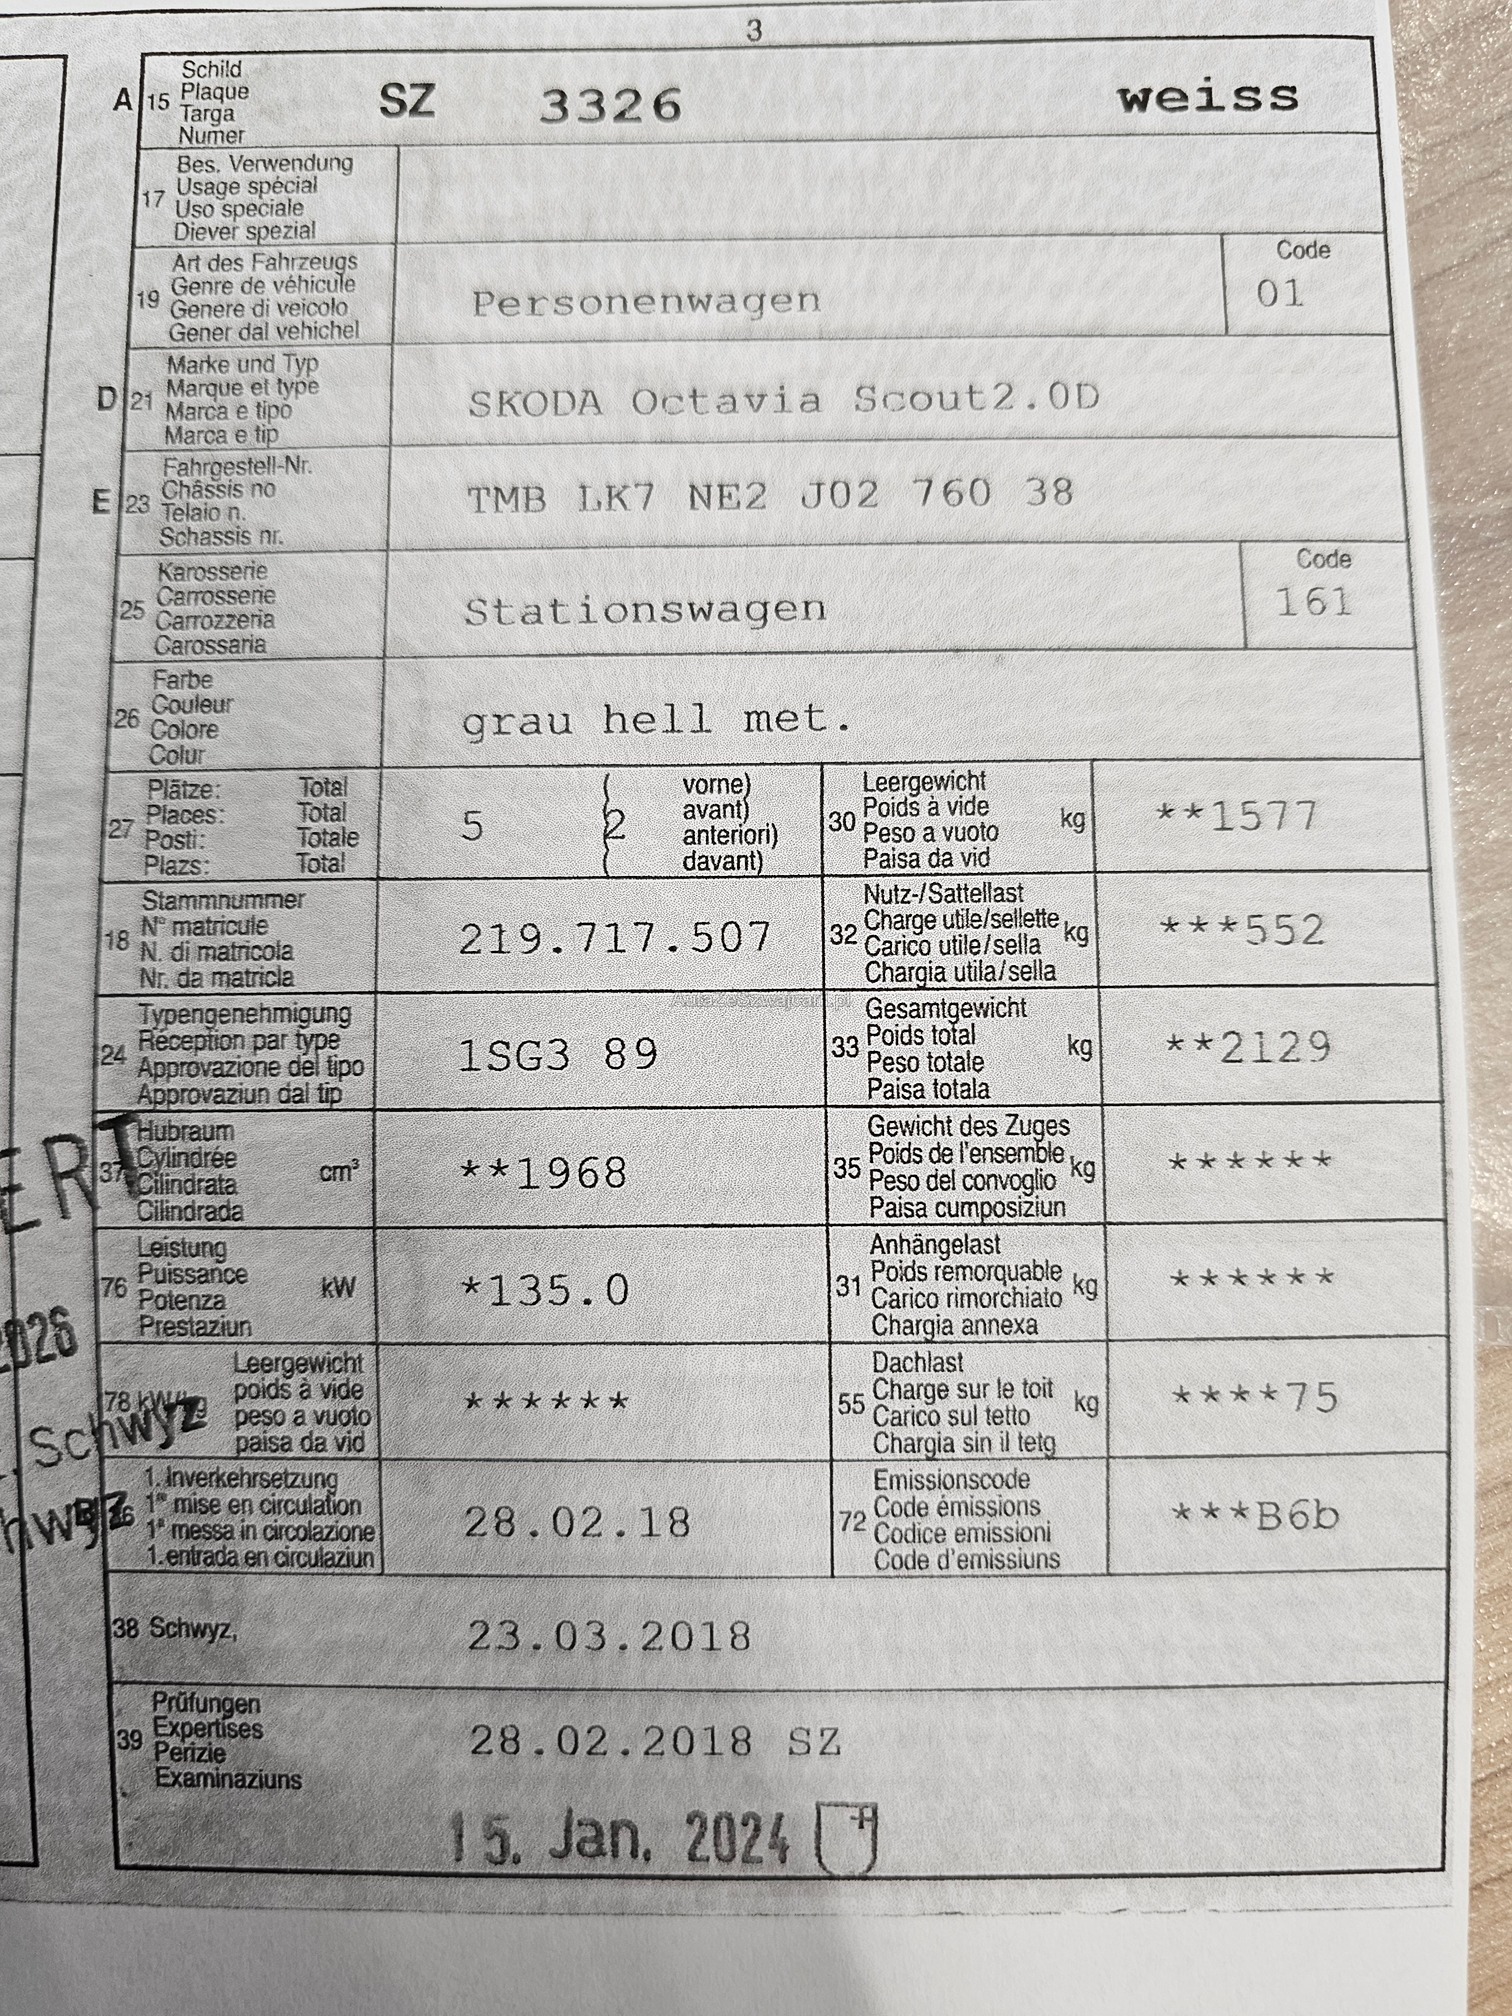 3
A 15 Schild
Plaque
Targa
Numer
SZ 3326 weiss
17 Bes. Verwendung
Usage spécial
Uso speciale
Diever spezial
19 Art des Fahrzeugs
Genre de véhicule
Genere di veicolo
Gener dal vehichel
Personenwagen
Code
01
D 21 Marke und Typ
Marque et type
Marca e tipo
Marca e tip
SKODA Octavia Scout2.0D
E 23 Fahrgestell-Nr.
Châssis no
Telaio n.
Schassis nr.
TMB LK7 NE2 J02 760 38
25 Karosserie
Carrosserie
Carrozzeria
Carossaria
Stationswagen
Code
161
26 Farbe
Couleur
Colore
Colur
grau hell met.
27 Plätze: Total
Places: Total
Posti: Totale
Plazs: Total
5 ( 2 vorne)
avant)
anteriori)
( davant)
30 Leergewicht
Poids à vide
Peso a vuoto
Paisa da vid
kg
**1577
18 Stammnummer
N° matricule
N. di matricola
Nr. da matricla
219.717.507
32 Nutz-/Sattellast
Charge utile/sellette
Carico utile/sella
Chargia utila/sella
kg
***552
AutaZeSzwajcarii.pl
24 Typengenehmigung
Réception par type
Approvazione del tipo
Approvaziun dal tip
1SG3 89
33 Gesamtgewicht
Poids total
Peso totale
Paisa totala
kg
**2129
37 Hubraum
Cylindrée
Cilindrata
Cilindrada
cm³
**1968
35 Gewicht des Zuges
Poids de l'ensemble
Peso del convoglio
Paisa cumposiziun
kg
******
ERT
76 Leistung
Puissance
Potenza
Prestaziun
kW
*135.0
31 Anhängelast
Poids remorquable
Carico rimorchiato
Chargia annexa
kg
******
2026
78 kW/kg Leergewicht
poids à vide
peso a vuoto
paisa da vid
******
55 Dachlast
Charge sur le toit
Carico sul tetto
Chargia sin il tetg
kg
****75
, Schwyz
B 36 1. Inverkehrsetzung
1re mise en circulation
1a messa in circolazione
1. entrada en circulaziun
28.02.18
72 Emissionscode
Code émissions
Codice emissioni
Code d'emissiuns
***B6b
hwyz
38 Schwyz,
23.03.2018
39 Prüfungen
Expertises
Perizie
Examinaziuns
28.02.2018 SZ
15. Jan. 2024